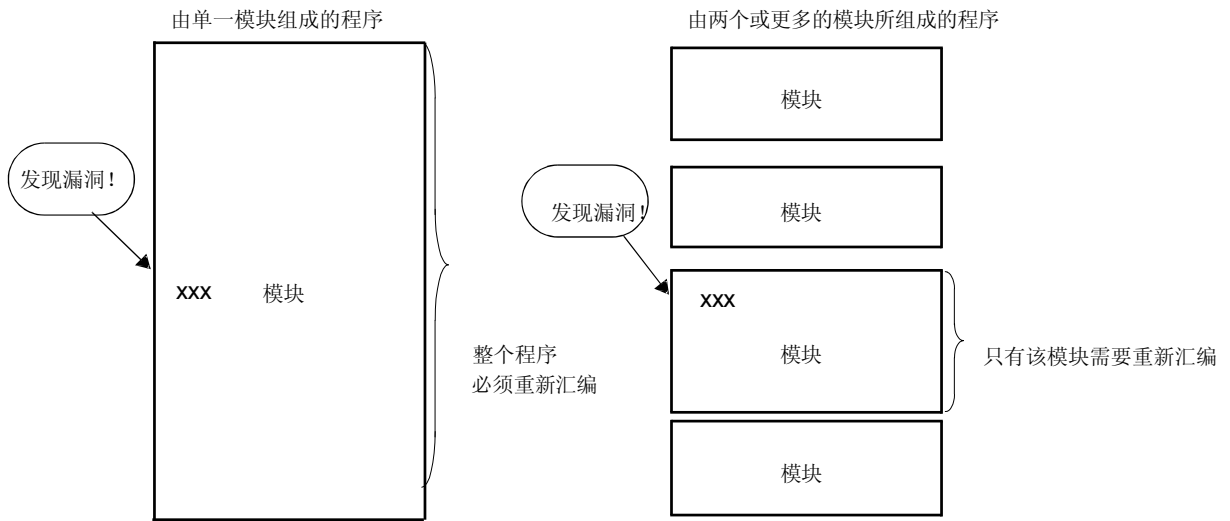 由单一模块组成的程序
发现漏洞！
xxx 模块
整个程序
必须重新汇编
由两个或更多的模块所组成的程序
模块
模块
发现漏洞！
xxx
模块
只有该模块需要重新汇编
模块